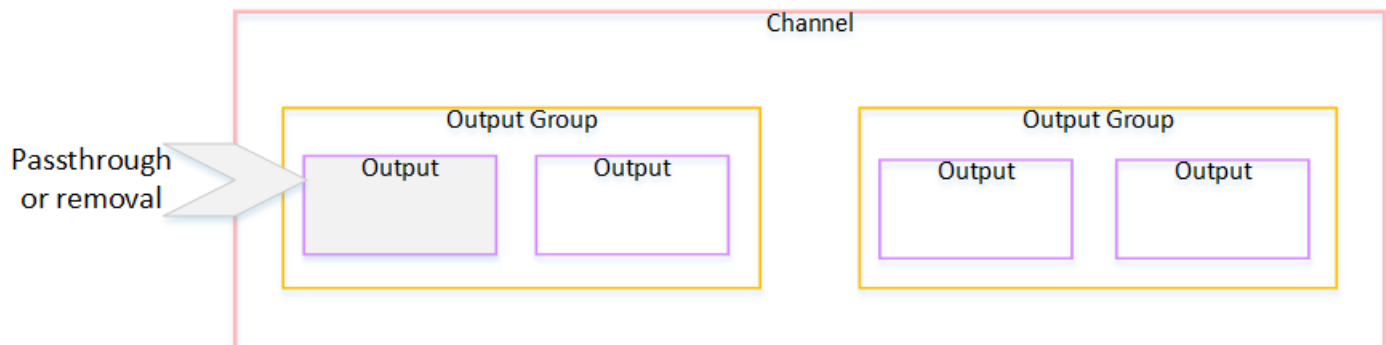 Channel
Output Group
Output Group
Passthrough
or removal
Output
Output
Output
Output